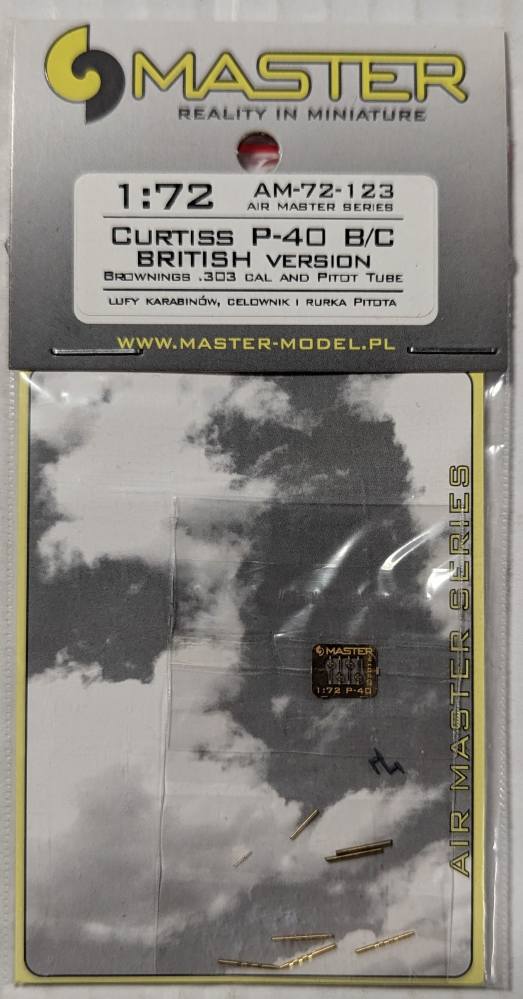 MASTER
REALITY IN MINIATURE
1:72 AM-72-123
AIR MASTER SERIES
CURTISS P-40 B/C
BRITISH VERSION
BROWNINGS .303 CAL AND PITOT TUBE
LUFY KARABINÓW, CELOWNIK I RURKA PITOTA
WWW.MASTER-MODEL.PL
AIR MASTER SERIES
MASTER
1:72 P-40